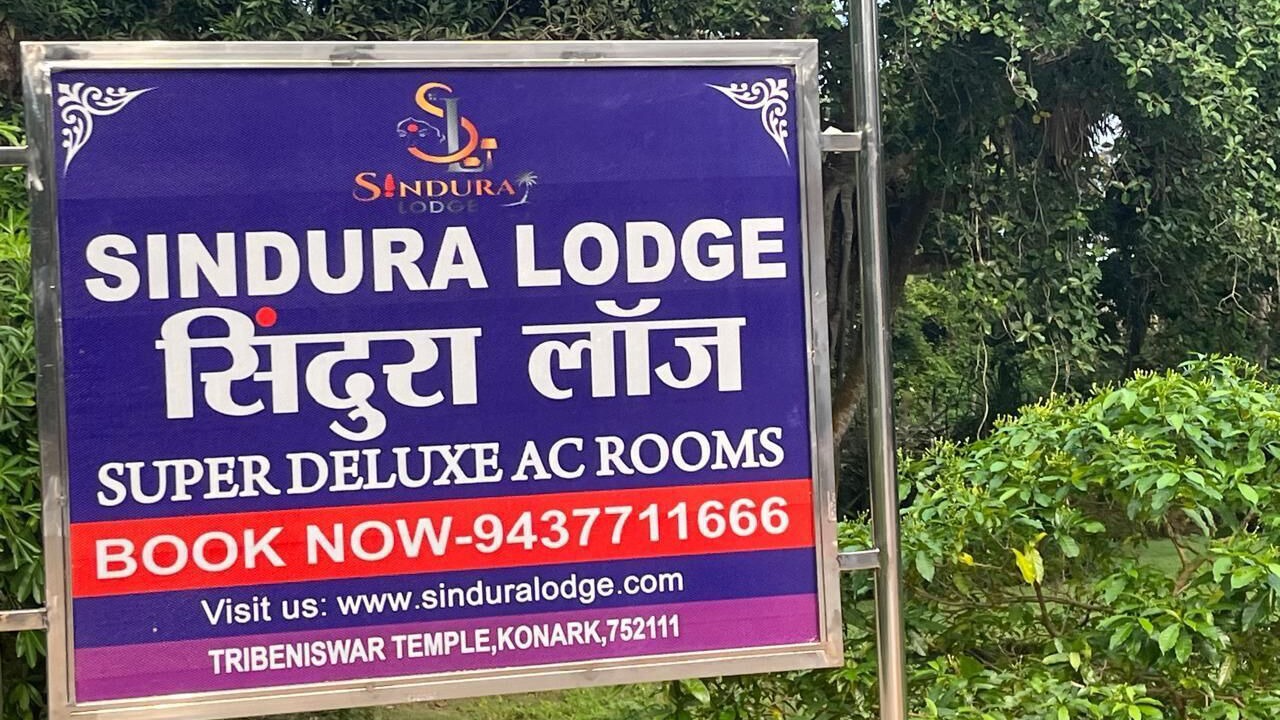 SL
SINDURA
LODGE
SINDURA LODGE
सिंदुरा लॉज
SUPER DELUXE AC ROOMS
BOOK NOW-9437711666
Visit us: www.sinduralodge.com
TRIBENISWAR TEMPLE,KONARK,752111